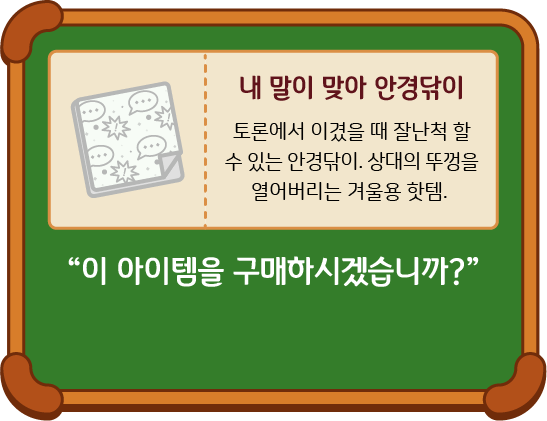 내 말이 맞아 안경닦이
토론에서 이겼을 때 잘난척 할
수 있는 안경닦이. 상대의 뚜껑을
열어버리는 겨울용 핫템.
“이 아이템을 구매하시겠습니까?”